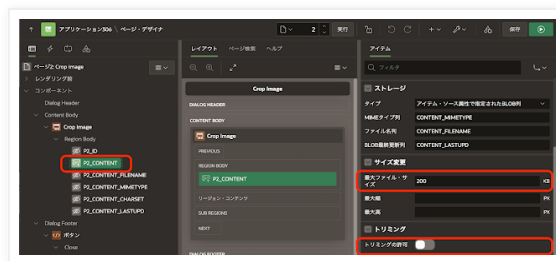 アプリケーション306 \ ページ・デザイナ
2
実行
保存
レイアウト ページ検索 ヘルプ
アイテム
ページ2: Crop Image
レンダリング前
コンポーネント
Dialog Header
Content Body
Crop Image
Region Body
P2_ID
P2_CONTENT
P2_CONTENT_FILENAME
P2_CONTENT_MIMETYPE
P2_CONTENT_CHARSET
P2_CONTENT_LASTUPD
Dialog Footer
ボタン
Close
Crop Image
DIALOG HEADER
CONTENT BODY
Crop Image
PREVIOUS
REGION BODY
P2_CONTENT
リージョン・コンテンツ
SUB REGIONS
NEXT
DIALOG FOOTER
フィルタ
ストレージ
タイプ アイテム・ソース属性で指定されたBLOB列
MIMEタイプ列 CONTENT_MIMETYPE
ファイル名列 CONTENT_FILENAME
BLOB最終更新列 CONTENT_LASTUPD
サイズ変更
最大ファイル・サイズ 200 KB
最大幅 PX
最大高 PX
トリミング
トリミングの許可